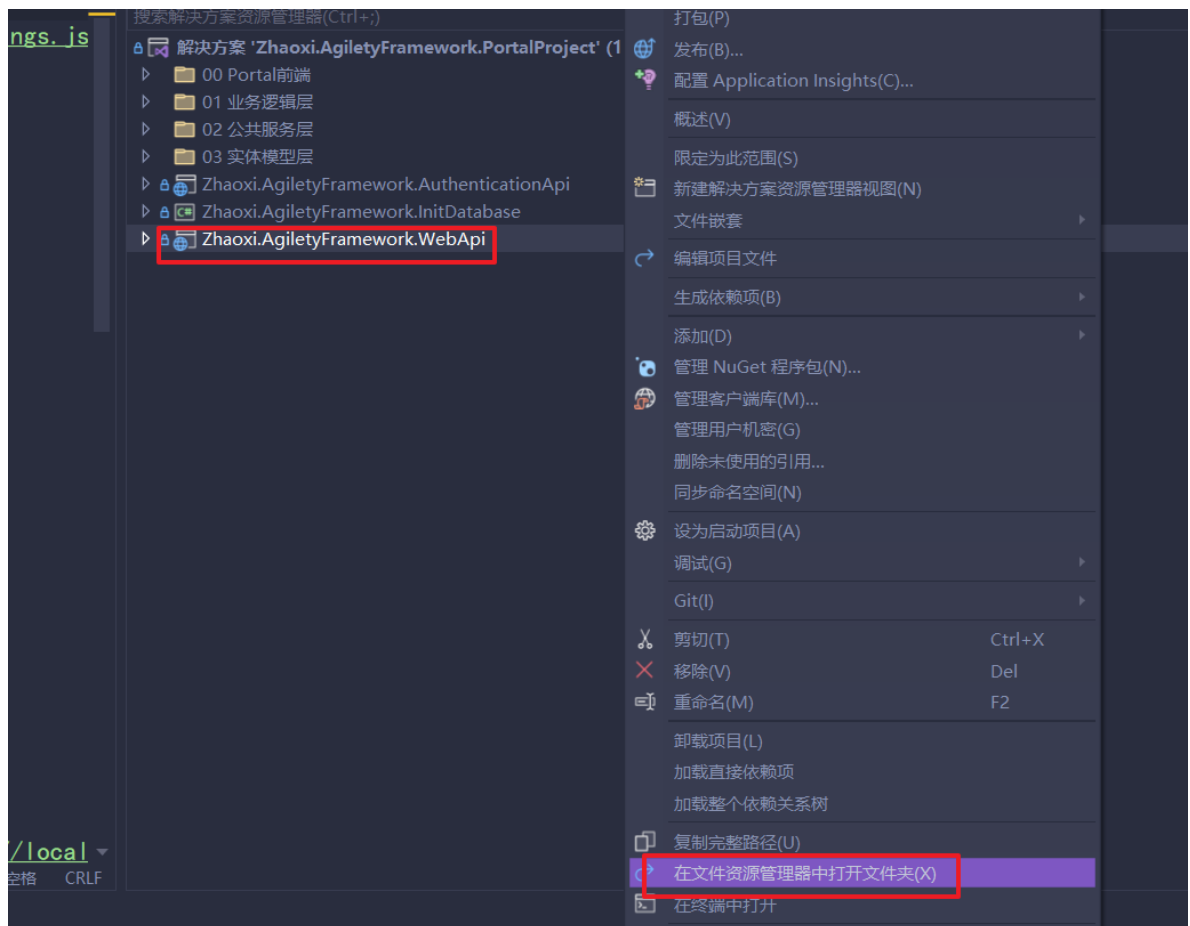 搜索解决方案资源管理器(Ctrl+;)
ngs.js
解决方案 'Zhaoxi.AgiletyFramework.PortalProject' (1
00 Portal前端
01 业务逻辑层
02 公共服务层
03 实体模型层
Zhaoxi.AgiletyFramework.AuthenticationApi
C# Zhaoxi.AgiletyFramework.InitDatabase
Zhaoxi.AgiletyFramework.WebApi
//local
空格 CRLF
打包(P)
发布(B)...
配置 Application Insights(C)...
概述(V)
限定为此范围(S)
新建解决方案资源管理器视图(N)
文件嵌套
编辑项目文件
生成依赖项(B)
添加(D)
管理 NuGet 程序包(N)...
管理客户端库(M)...
管理用户机密(G)
删除未使用的引用...
同步命名空间(N)
设为启动项目(A)
调试(G)
Git(I)
剪切(T) Ctrl+X
移除(V) Del
重命名(M) F2
卸载项目(L)
加载直接依赖项
加载整个依赖关系树
复制完整路径(U)
在文件资源管理器中打开文件夹(X)
在终端中打开